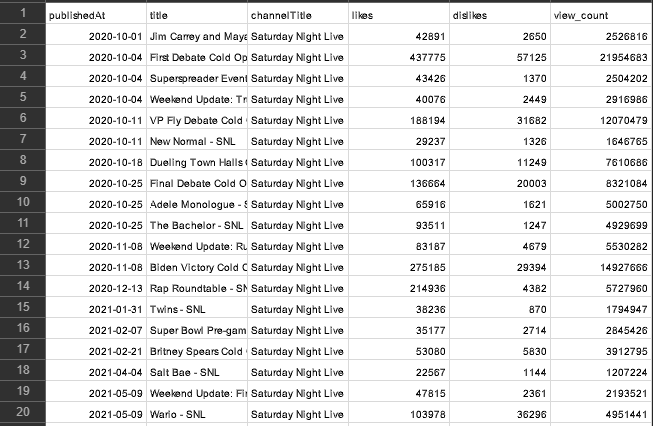 1 publishedAt title channelTitle likes dislikes view_count
2 2020-10-01 Jim Carrey and Maya Saturday Night Live 42891 2650 2526816
3 2020-10-04 First Debate Cold Op Saturday Night Live 437775 57125 21954683
4 2020-10-04 Superspreader Event Saturday Night Live 43426 1370 2504202
5 2020-10-04 Weekend Update: Tr Saturday Night Live 40076 2449 2916986
6 2020-10-11 VP Fly Debate Cold Saturday Night Live 188194 31682 12070479
7 2020-10-11 New Normal - SNL Saturday Night Live 29237 1326 1646765
8 2020-10-18 Dueling Town Halls Saturday Night Live 100317 11249 7610686
9 2020-10-25 Final Debate Cold O Saturday Night Live 136664 20003 8321084
10 2020-10-25 Adele Monologue - S Saturday Night Live 65916 1621 5002750
11 2020-10-25 The Bachelor - SNL Saturday Night Live 93511 1247 4929699
12 2020-11-08 Weekend Update: Ru Saturday Night Live 83187 4679 5530282
13 2020-11-08 Biden Victory Cold C Saturday Night Live 275185 29394 14927666
14 2020-12-13 Rap Roundtable - SN Saturday Night Live 214936 4382 5727960
15 2021-01-31 Twins - SNL Saturday Night Live 38236 870 1794947
16 2021-02-07 Super Bowl Pre-gam Saturday Night Live 35177 2714 2845426
17 2021-02-21 Britney Spears Cold Saturday Night Live 53080 5830 3912795
18 2021-04-04 Salt Bae - SNL Saturday Night Live 22567 1144 1207224
19 2021-05-09 Weekend Update: Fi Saturday Night Live 47815 2361 2193521
20 2021-05-09 Wario - SNL Saturday Night Live 103978 36296 4951441